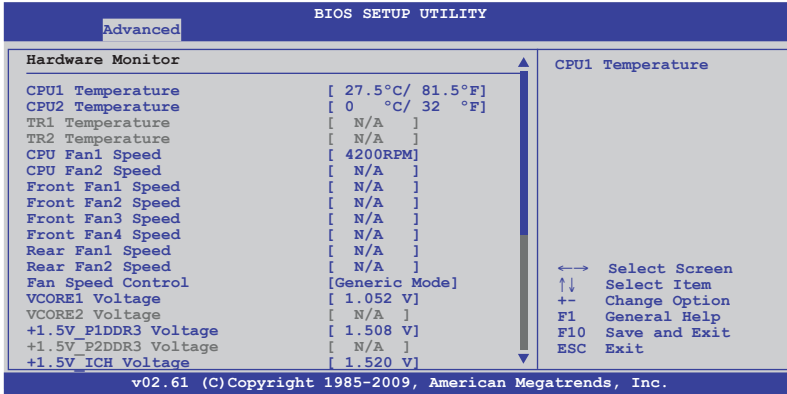 BIOS SETUP UTILITY
Advanced
Hardware Monitor
CPU1 Temperature [ 27.5°C/ 81.5°F]
CPU2 Temperature [ 0 °C/ 32 °F]
TR1 Temperature [ N/A ]
TR2 Temperature [ N/A ]
CPU Fan1 Speed [ 4200RPM]
CPU Fan2 Speed [ N/A ]
Front Fan1 Speed [ N/A ]
Front Fan2 Speed [ N/A ]
Front Fan3 Speed [ N/A ]
Front Fan4 Speed [ N/A ]
Rear Fan1 Speed [ N/A ]
Rear Fan2 Speed [ N/A ]
Fan Speed Control [Generic Mode]
VCORE1 Voltage [ 1.052 V]
VCORE2 Voltage [ N/A ]
+1.5V_P1DDR3 Voltage [ 1.508 V]
+1.5V_P2DDR3 Voltage [ N/A ]
+1.5V_ICH Voltage [ 1.520 V]
CPU1 Temperature
←→ Select Screen
↑↓ Select Item
+- Change Option
F1 General Help
F10 Save and Exit
ESC Exit
v02.61 (C)Copyright 1985-2009, American Megatrends, Inc.